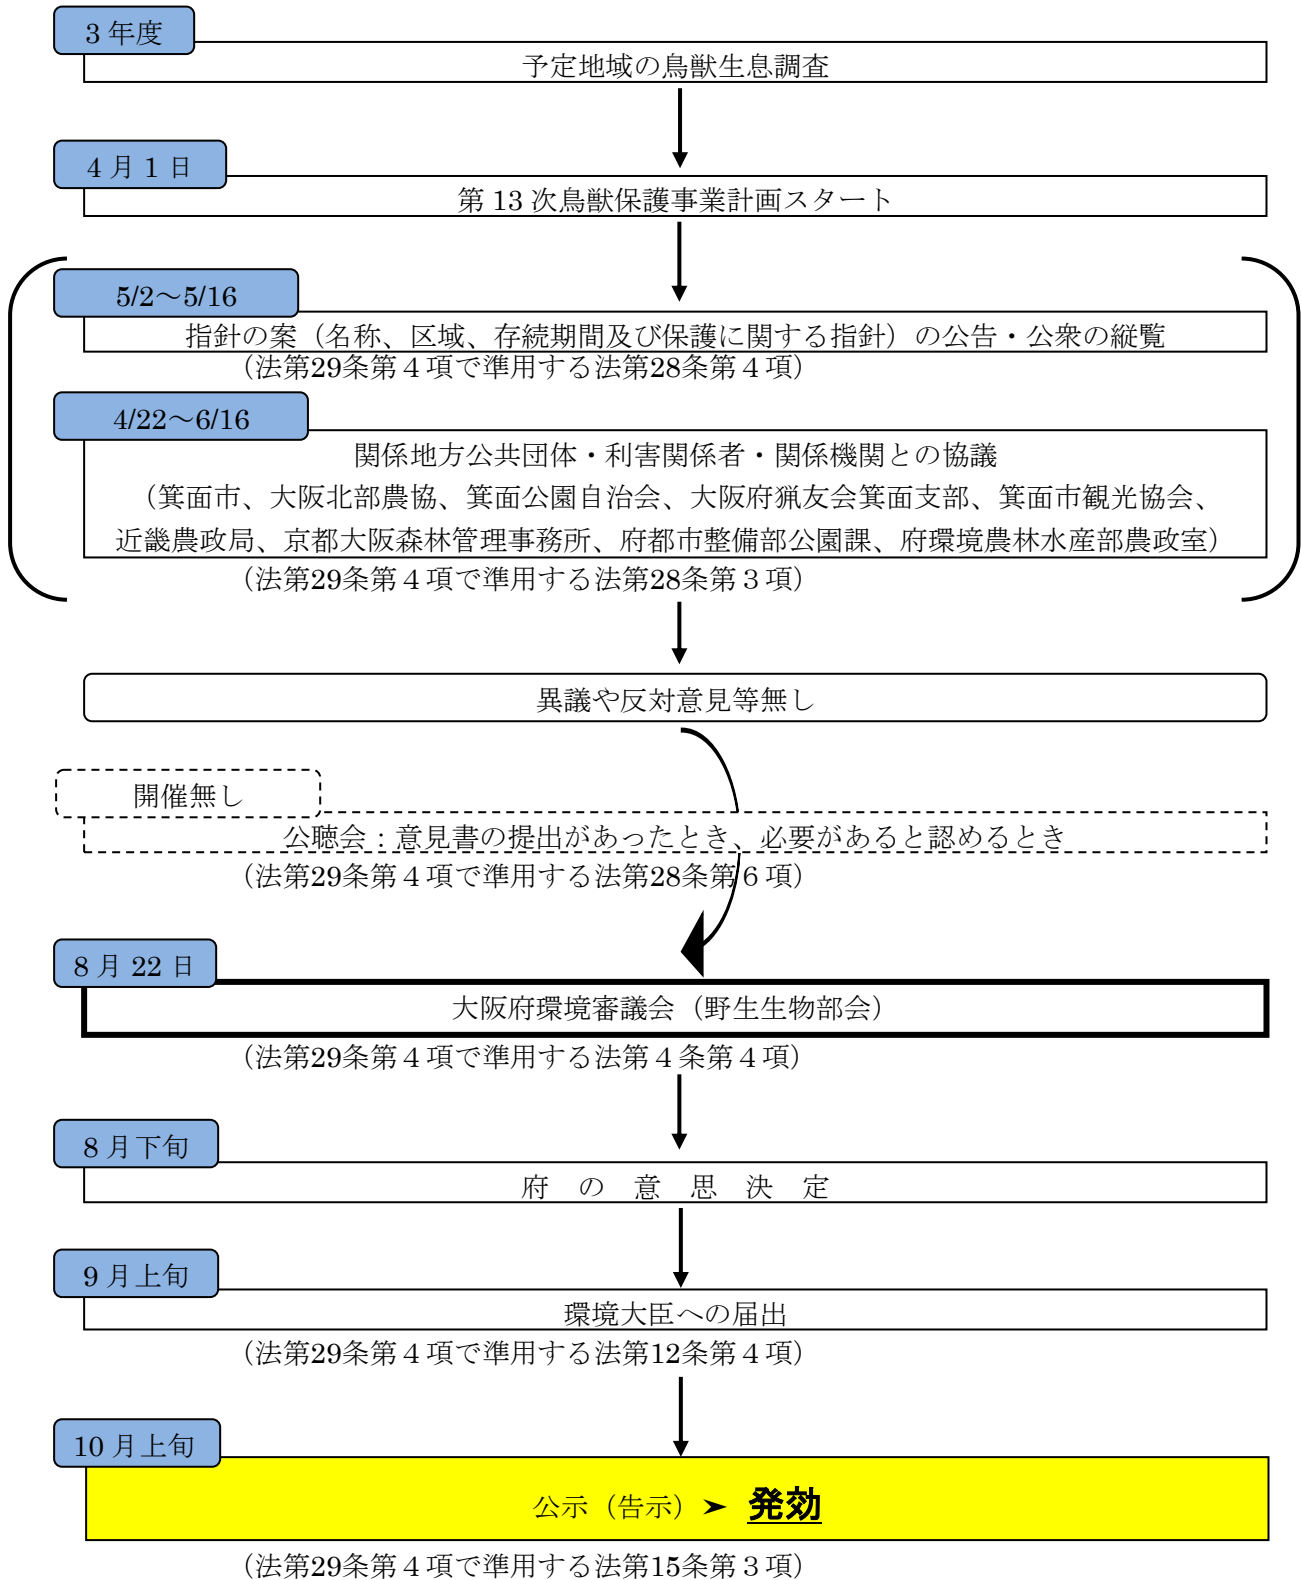 ３年度
予定地域の鳥獣生息調査
４月１日
第 13 次鳥獣保護事業計画スタート
5/2～5/16
指針の案（名称、区域、存続期間及び保護に関する指針）の公告・公衆の縦覧
（法第29条第４項で準用する法第28条第４項）
4/22～6/16
関係地方公共団体・利害関係者・関係機関との協議
（箕面市、大阪北部農協、箕面公園自治会、大阪府猟友会箕面支部、箕面市観光協会、
近畿農政局、京都大阪森林管理事務所、府都市整備部公園課、府環境農林水産部農政室）
（法第29条第４項で準用する法第28条第３項）
異議や反対意見等無し
開催無し
公聴会：意見書の提出があったとき、必要があると認めるとき
（法第29条第４項で準用する法第28条第６項）
８月 22 日
大阪府環境審議会（野生生物部会）
（法第29条第４項で準用する法第４条第４項）
８月下旬
府　の　意　思　決　定
９月上旬
環境大臣への届出
（法第29条第４項で準用する法第12条第４項）
10 月上旬
公示（告示）➤ 発効
（法第29条第４項で準用する法第15条第３項）